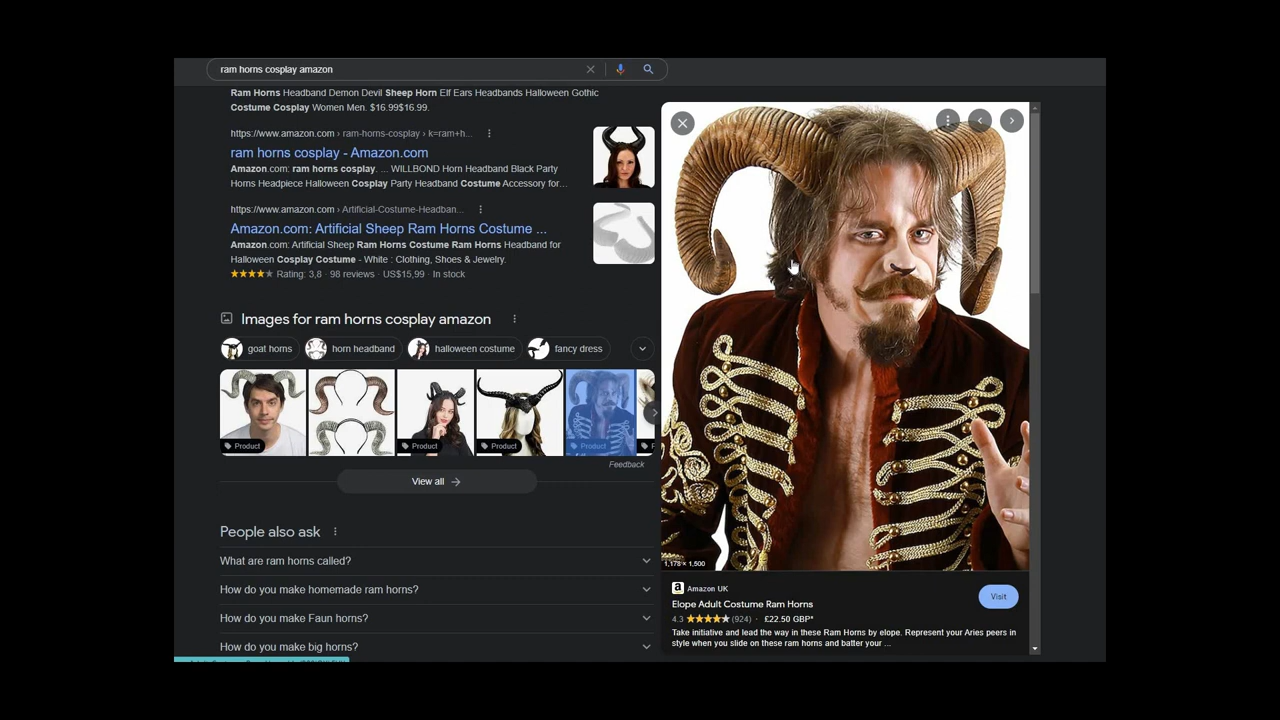 ram horns cosplay amazon
Ram Horns Headband Demon Devil Sheep Horn Elf Ears Headbands Halloween Gothic
Costume Cosplay Women Men. $16.99$16.99.
https://www.amazon.com › ram-horns-cosplay › k=ram+h...
ram horns cosplay - Amazon.com
Amazon.com: ram horns cosplay. ... WILLBOND Horn Headband Black Party
Horns Headpiece Halloween Cosplay Party Headband Costume Accessory for...
https://www.amazon.com › Artificial-Costume-Headban...
Amazon.com: Artificial Sheep Ram Horns Costume ...
Amazon.com: Artificial Sheep Ram Horns Costume Ram Horns Headband for
Halloween Cosplay Costume - White : Clothing, Shoes & Jewelry.
Rating: 3,8 · 98 reviews · US$15,99 · In stock
Images for ram horns cosplay amazon
goat horns
horn headband
halloween costume
fancy dress
Product
Product
Product
Product
P
Feedback
View all
People also ask
What are ram horns called?
How do you make homemade ram horns?
How do you make Faun horns?
How do you make big horns?
1,178 × 1,500
a Amazon UK
Elope Adult Costume Ram Horns
Visit
4.3 (924) · £22.50 GBP*
Take initiative and lead the way in these Ram Horns by elope. Represent your Aries peers in
style when you slide on these ram horns and batter your ...